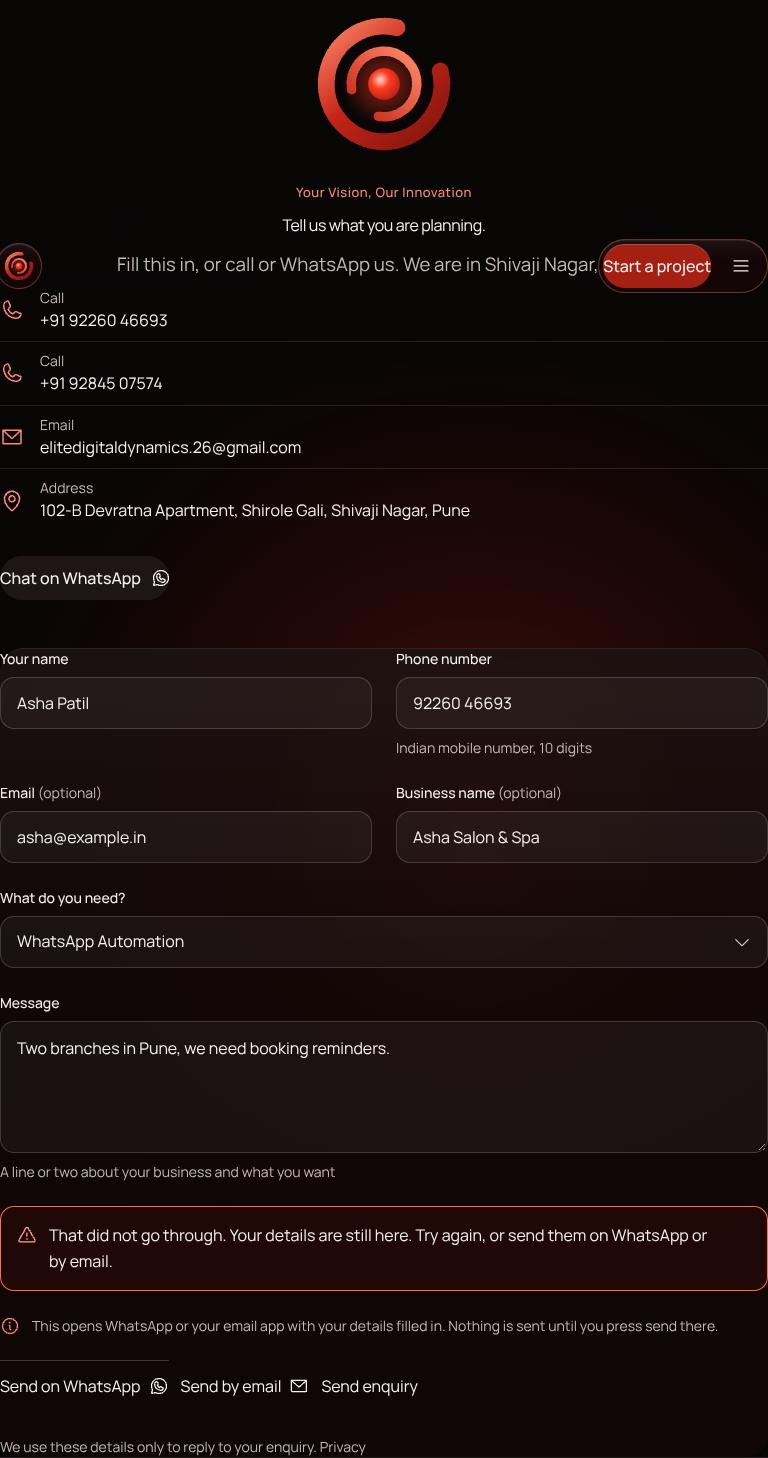 Your Vision, Our Innovation
Tell us what you are planning.
Fill this in, or call or WhatsApp us. We are in Shivaji Nagar,
Start a project
Call
+91 92260 46693
Call
+91 92845 07574
Email
elitedigitaldynamics.26@gmail.com
Address
102-B Devratna Apartment, Shirole Gali, Shivaji Nagar, Pune
Chat on WhatsApp
Your name
Asha Patil
Phone number
92260 46693
Indian mobile number, 10 digits
Email (optional)
asha@example.in
Business name (optional)
Asha Salon & Spa
What do you need?
WhatsApp Automation
Message
Two branches in Pune, we need booking reminders.
A line or two about your business and what you want
That did not go through. Your details are still here. Try again, or send them on WhatsApp or
by email.
This opens WhatsApp or your email app with your details filled in. Nothing is sent until you press send there.
Send on WhatsApp
Send by email
Send enquiry
We use these details only to reply to your enquiry. Privacy